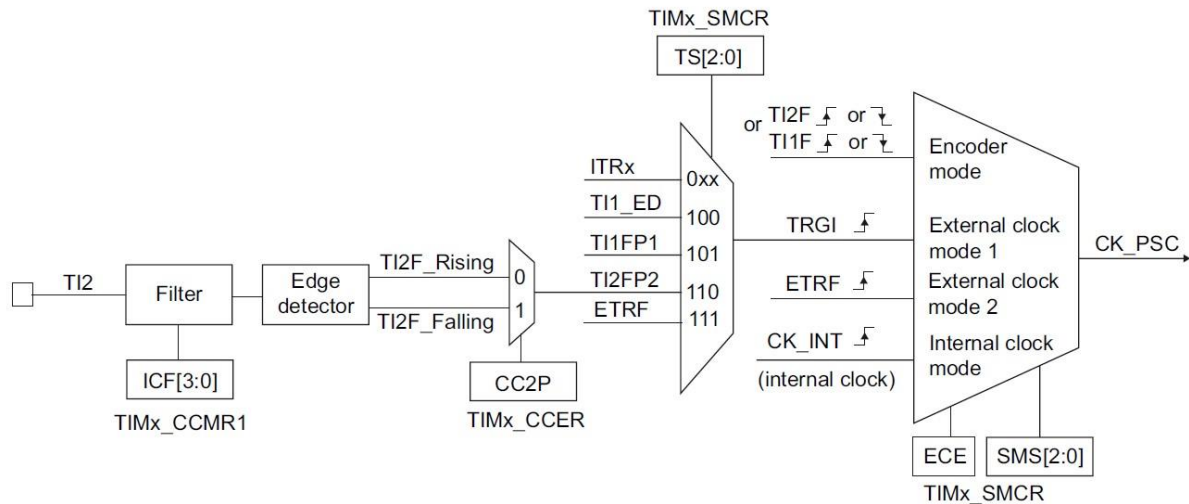 TIMx_SMCR
TS[2:0]
TI2
Filter
ICF[3:0]
TIMx_CCMR1
Edge
detector
TI2F_Rising
TI2F_Falling
0
1
CC2P
TIMx_CCER
ITRx
TI1_ED
TI1FP1
TI2FP2
ETRF
0xx
100
101
110
111
or TI2F or
TI1F or
TRGI
ETRF
CK_INT
(internal clock)
Encoder
mode
External clock
mode 1
External clock
mode 2
Internal clock
mode
CK_PSC
ECE
SMS[2:0]
TIMx_SMCR